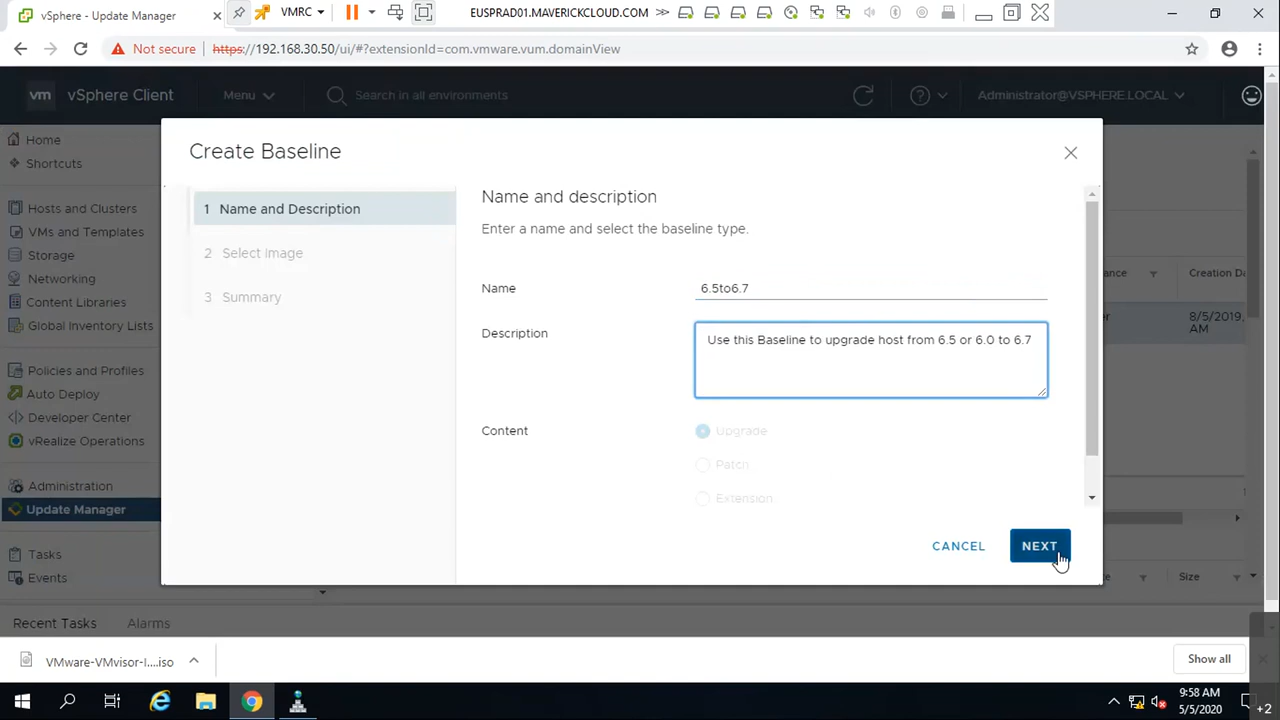 vSphere - Update Manager
VMRC
EUSPRAD01.MAVERICKCLOUD.COM
Not secure
https://192.168.30.50/ui/#?extensionId=com.vmware.vum.domainView
vm vSphere Client
Menu
Search in all environments
Administrator@VSPHERE.LOCAL
Home
Shortcuts
Hosts and Clusters
VMs and Templates
Storage
Networking
Content Libraries
Global Inventory Lists
Policies and Profiles
Auto Deploy
Developer Center
vRealize Operations
Administration
Update Manager
Tasks
Events
Create Baseline
1 Name and Description
2 Select Image
3 Summary
Name and description
Enter a name and select the baseline type.
Name
6.5to6.7
Description
Use this Baseline to upgrade host from 6.5 or 6.0 to 6.7
Content
Upgrade
Patch
Extension
CANCEL
NEXT
Creation Da
8/5/2019,
AM
Size
Recent Tasks
Alarms
VMware-VMvisor-I....iso
Show all
9:58 AM
5/5/2020
+2